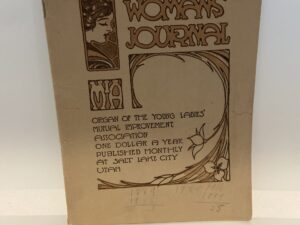 WOMAN'S
JOURNAL
MIA
ORGAN OF THE YOUNG LADIES'
MUTUAL IMPROVEMENT
ASSOCIATION
ONE DOLLAR A YEAR
PUBLISHED MONTHLY
AT SALT LAKE CITY
UTAH
25